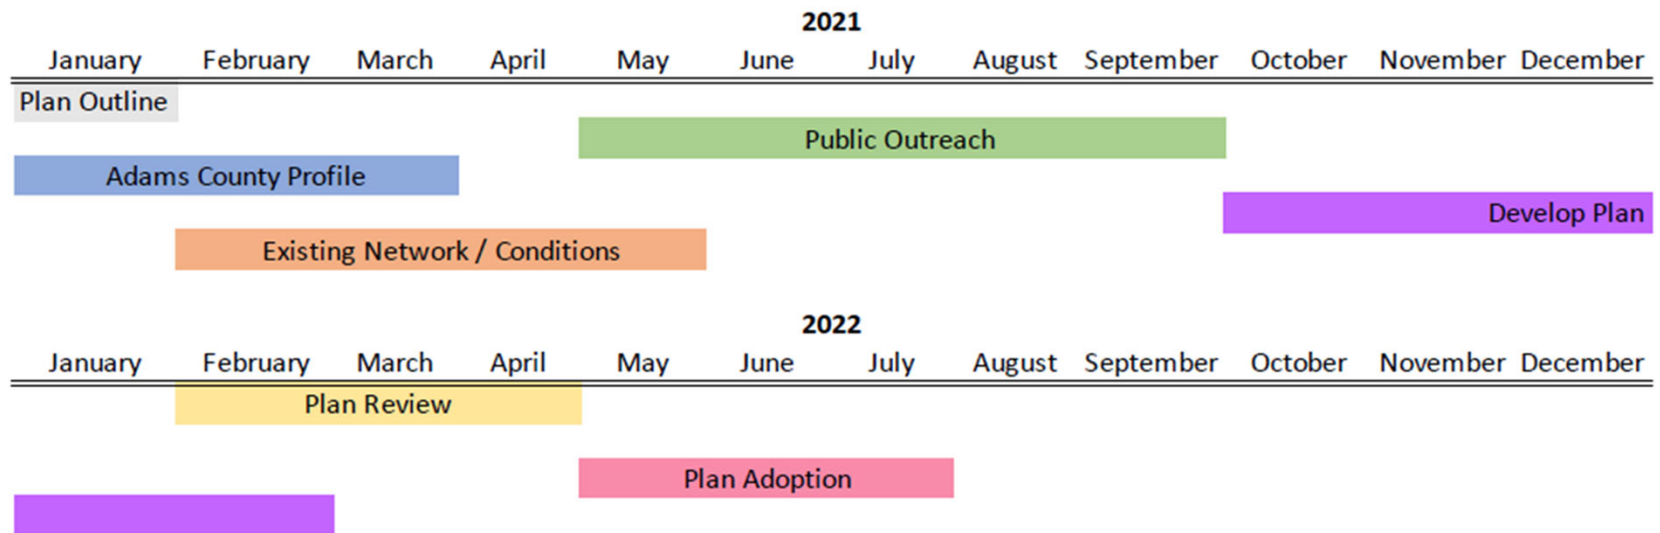 2021
January February March April May June July August September October November December
Plan Outline
Public Outreach
Adams County Profile
Develop Plan
Existing Network / Conditions
2022
January February March April May June July August September October November December
Plan Review
Plan Adoption